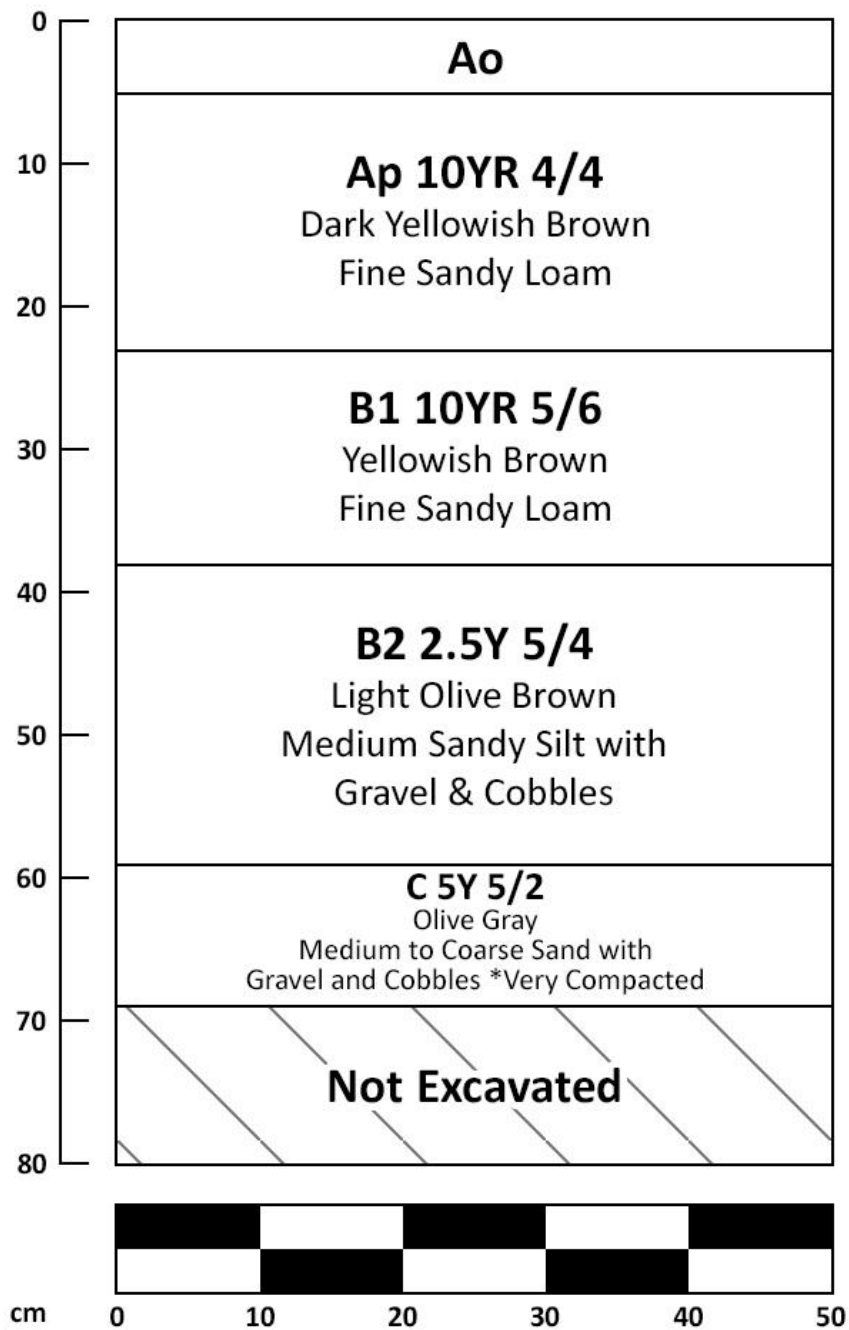 0
Ao
Ap 10YR 4/4
10
Dark Yellowish Brown
Fine Sandy Loam
20
B1 10YR 5/6
30
Yellowish Brown
Fine Sandy Loam
40
B2 2.5Y 5/4
Light Olive Brown
50
Medium Sandy Silt with
Gravel & Cobbles
60
C 5Y 5/2
Olive Gray
Medium to Coarse Sand with
Gravel and Cobbles *Very Compacted
70
Not Excavated
80
cm 0 10 20 30 40 50